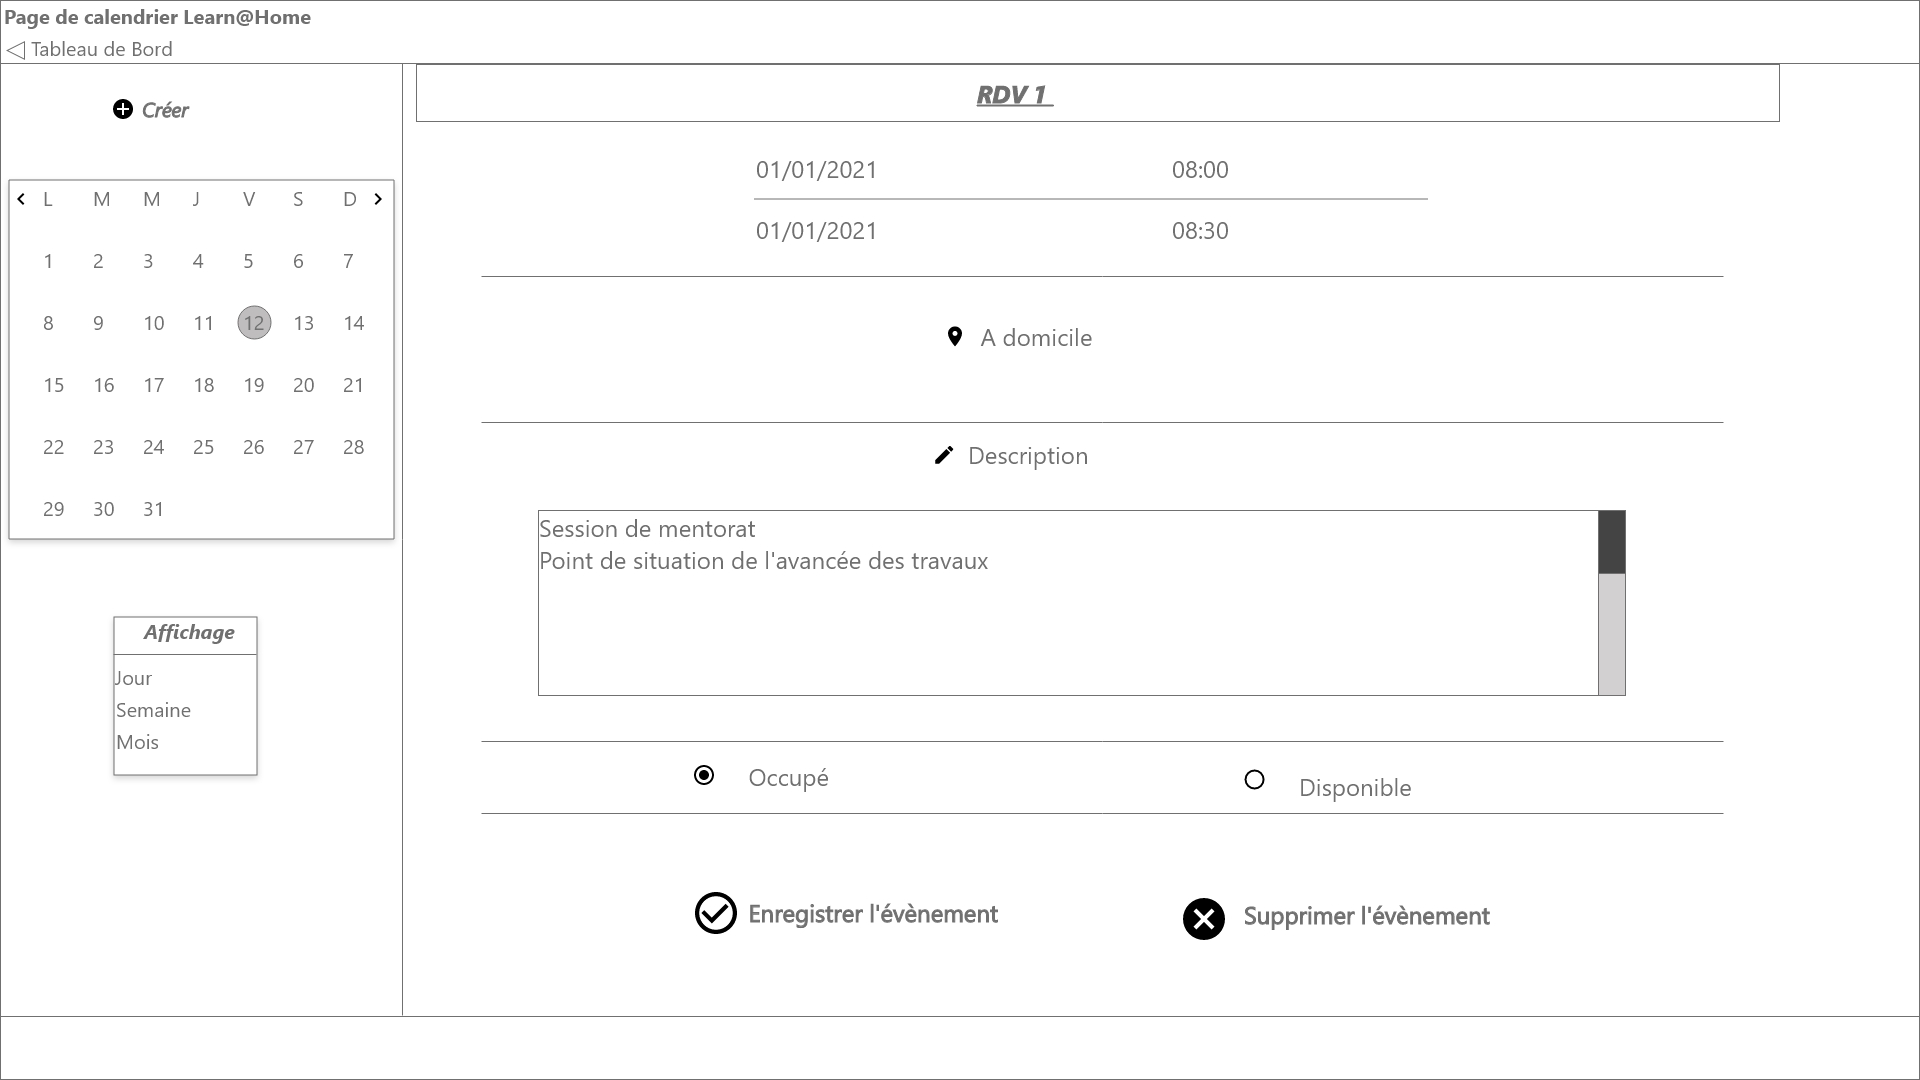 Page de calendrier Learn@Home
Tableau de Bord
Créer
L M M J V S D
1 2 3 4 5 6 7
8 9 10 11 12 13 14
15 16 17 18 19 20 21
22 23 24 25 26 27 28
29 30 31
Affichage
Jour
Semaine
Mois
RDV 1
01/01/2021 08:00
01/01/2021 08:30
A domicile
Description
Session de mentorat
Point de situation de l'avancée des travaux
Occupé
Disponible
Enregistrer l'évènement
Supprimer l'évènement